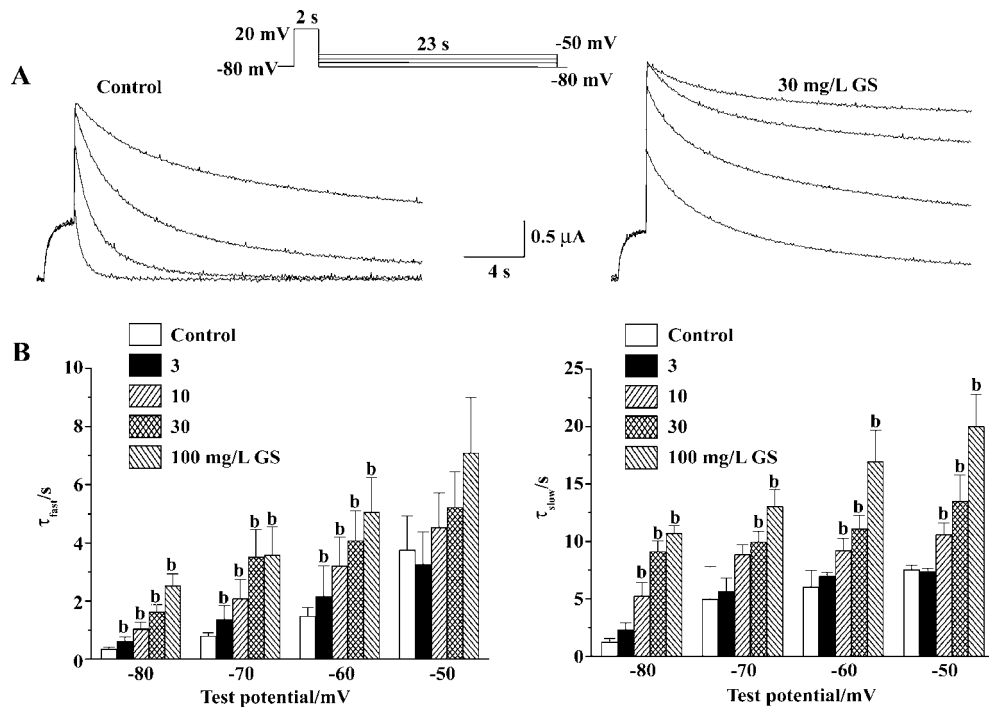 2 s
20 mV
23 s
-50 mV
-80 mV
-80 mV
A
Control
30 mg/L GS
0.5 μA
4 s
B
Control
3
10
30
100 mg/L GS
10
8
6
4
2
0
τfast/s
b b b b
b b b b
b b b b
-80 -70 -60 -50
Test potential/mV
Control
3
10
30
100 mg/L GS
25
20
15
10
5
0
τslow/s
b b b
b b b
b b b
b b b
-80 -70 -60 -50
Test potential/mV